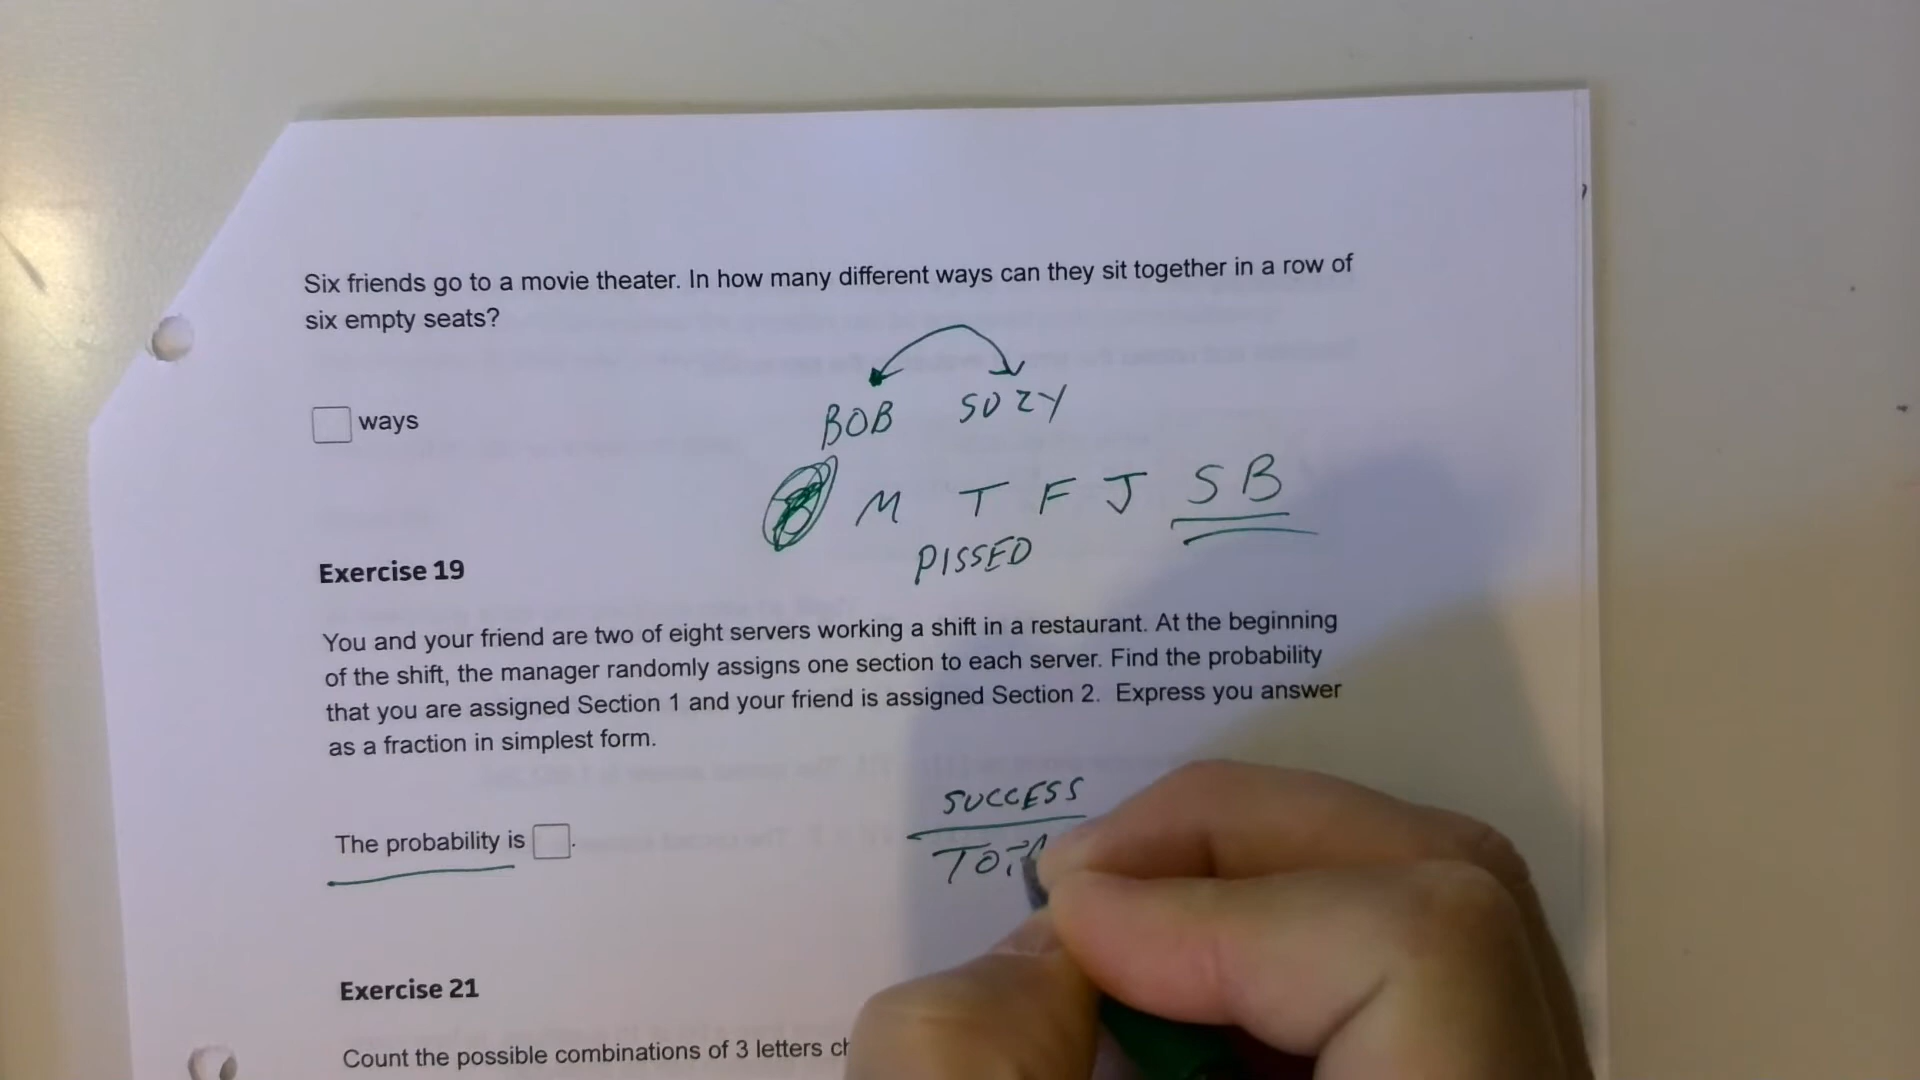 Six friends go to a movie theater. In how many different ways can they sit together in a row of
six empty seats?
BOB SUZY
ways
M T F J S B
PISSED
Exercise 19
You and your friend are two of eight servers working a shift in a restaurant. At the beginning
of the shift, the manager randomly assigns one section to each server. Find the probability
that you are assigned Section 1 and your friend is assigned Section 2. Express you answer
as a fraction in simplest form.
SUCCESS
The probability is .
Exercise 21
Count the possible combinations of 3 letters